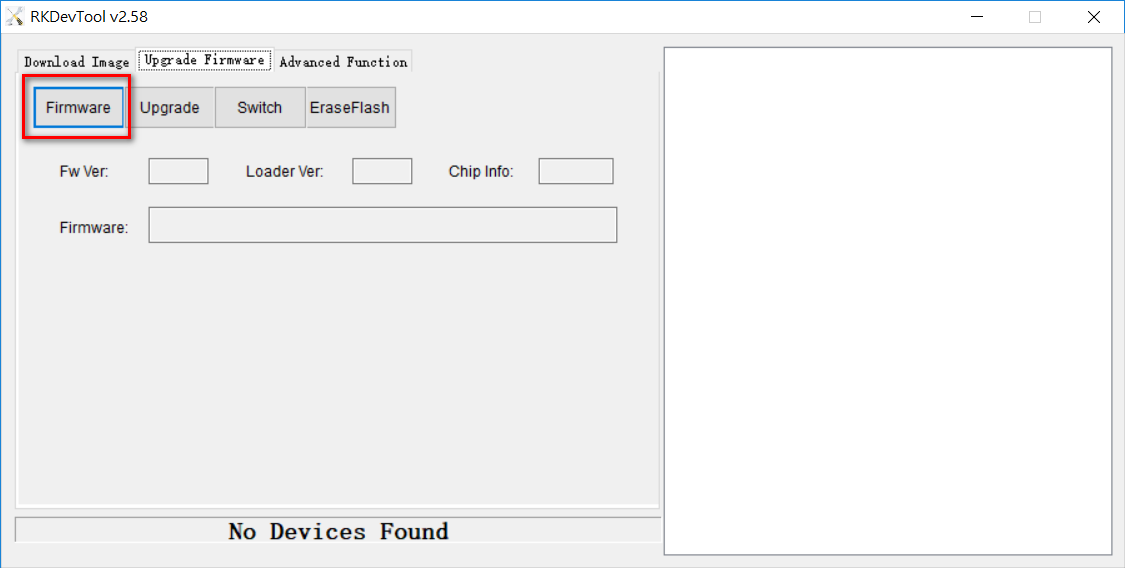 RKDevTool v2.58
Download Image Upgrade Firmware Advanced Function
Firmware Upgrade Switch EraseFlash
Fw Ver: Loader Ver: Chip Info:
Firmware:
No Devices Found